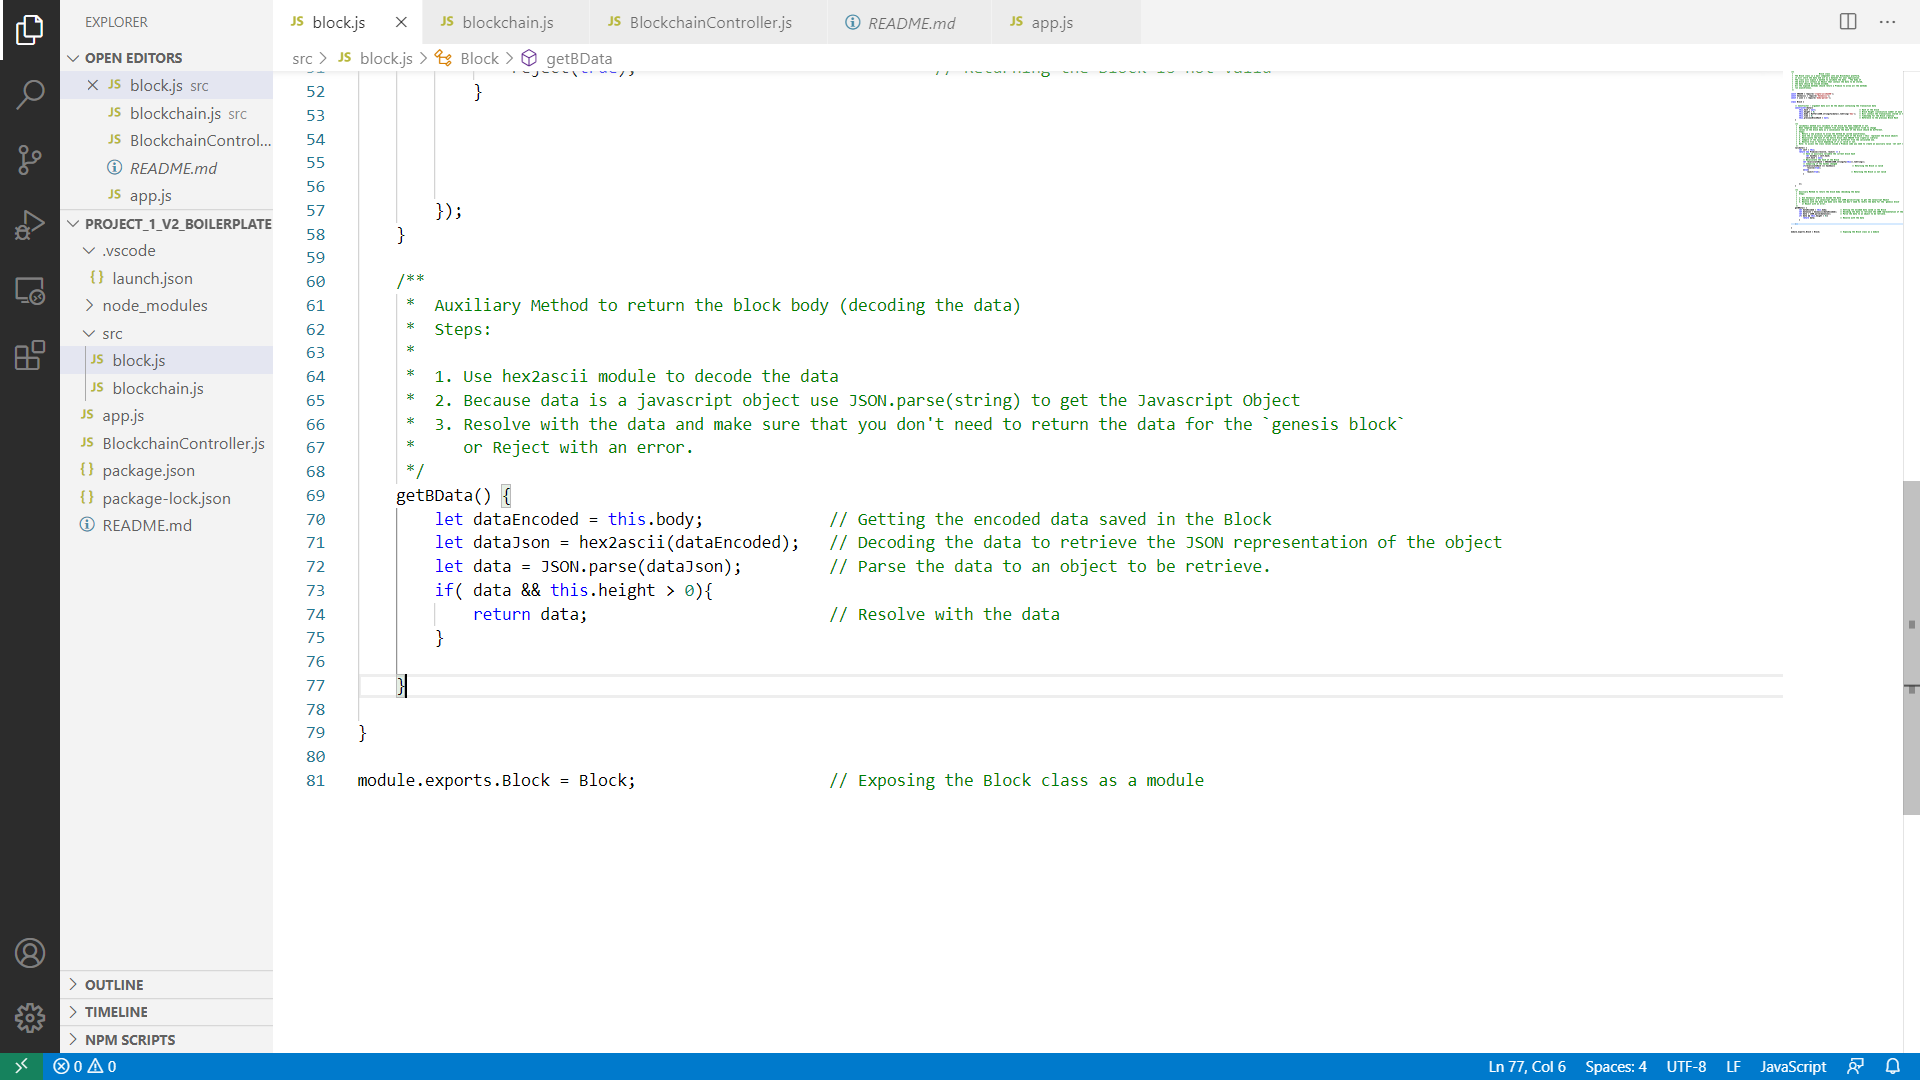 EXPLORER
OPEN EDITORS
block.js src
blockchain.js src
BlockchainControl...
README.md
app.js
PROJECT_1_V2_BOILERPLATE
.vscode
launch.json
node_modules
src
block.js
blockchain.js
app.js
BlockchainController.js
package.json
package-lock.json
README.md
OUTLINE
TIMELINE
NPM SCRIPTS
JS block.js
JS blockchain.js
JS BlockchainController.js
README.md
JS app.js
src > JS block.js > Block > getBData
51 reject(true); // Returning the Block is not valid
52 }
53
54
55
56
57 });
58 }
59
60 /**
61 * Auxiliary Method to return the block body (decoding the data)
62 * Steps:
63 *
64 * 1. Use hex2ascii module to decode the data
65 * 2. Because data is a javascript object use JSON.parse(string) to get the Javascript Object
66 * 3. Resolve with the data and make sure that you don't need to return the data for the `genesis block`
67 * or Reject with an error.
68 */
69 getBData() {
70 let dataEncoded = this.body; // Getting the encoded data saved in the Block
71 let dataJson = hex2ascii(dataEncoded); // Decoding the data to retrieve the JSON representation of the object
72 let data = JSON.parse(dataJson); // Parse the data to an object to be retrieve.
73 if( data && this.height > 0){
74 return data; // Resolve with the data
75 }
76
77 }
78
79 }
80
81 module.exports.Block = Block; // Exposing the Block class as a module
0 0
Ln 77, Col 6 Spaces: 4 UTF-8 LF JavaScript